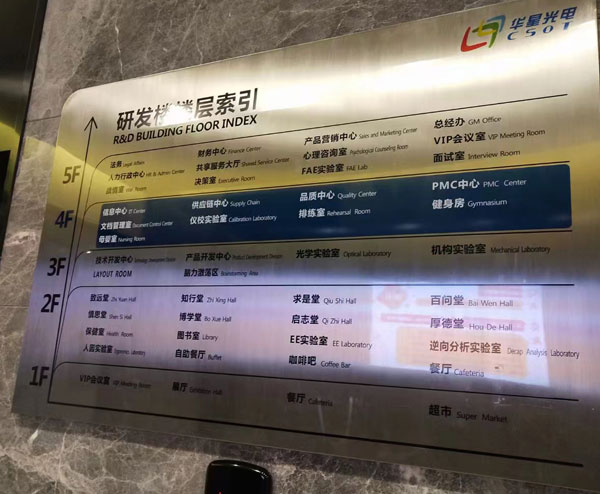 华星光电
CSOT
研发楼楼层索引
R&D BUILDING FLOOR INDEX
5F
法务 Legal Affairs 财务中心 Finance Center 产品营销中心 Sales and Marketing Center 总经办 GM Office
人力行政中心 HR & Admin Center 共享服务大厅 Shared Service Center 心理咨询室 Psychological Counseling Room VIP会议室 VIP Meeting Room
决策室 Executive Room FAE实验室 FAE Lab 面试室 Interview Room
4F
信息中心 IT Center 供应链中心 Supply Chain 品质中心 Quality Center PMC中心 PMC Center
文档管理室 Document Control Center 仪校实验室 Calibration Laboratory 排练室 Rehearsal Room 健身房 Gymnasium
母婴室 Nursing Room
3F
技术开发中心 Technology Development Division 产品开发中心 Product Development Division 光学实验室 Optical Laboratory 机构实验室 Mechanical Laboratory
LAYOUT ROOM 脑力激荡区 Brainstorming Area
2F
致远堂 Zhi Yuan Hall 知行堂 Zhi Xing Hall 求是堂 Qiu Shi Hall 百问堂 Bai Wen Hall
慎思堂 Shen Si Hall 博学堂 Bo Xue Hall 启志堂 Qi Zhi Hall 厚德堂 Hou De Hall
保健室 Health Room 图书室 Library EE实验室 EE Laboratory 逆向分析实验室 Decap Analysis Laboratory
人因实验室 Ergonomics Laboratory 自助餐厅 Buffet 咖啡吧 Coffee Bar 餐厅 Cafeteria
1F
VIP会议室 VIP Meeting Room 展厅 Exhibition Hall 餐厅 Cafeteria 超市 Super Market